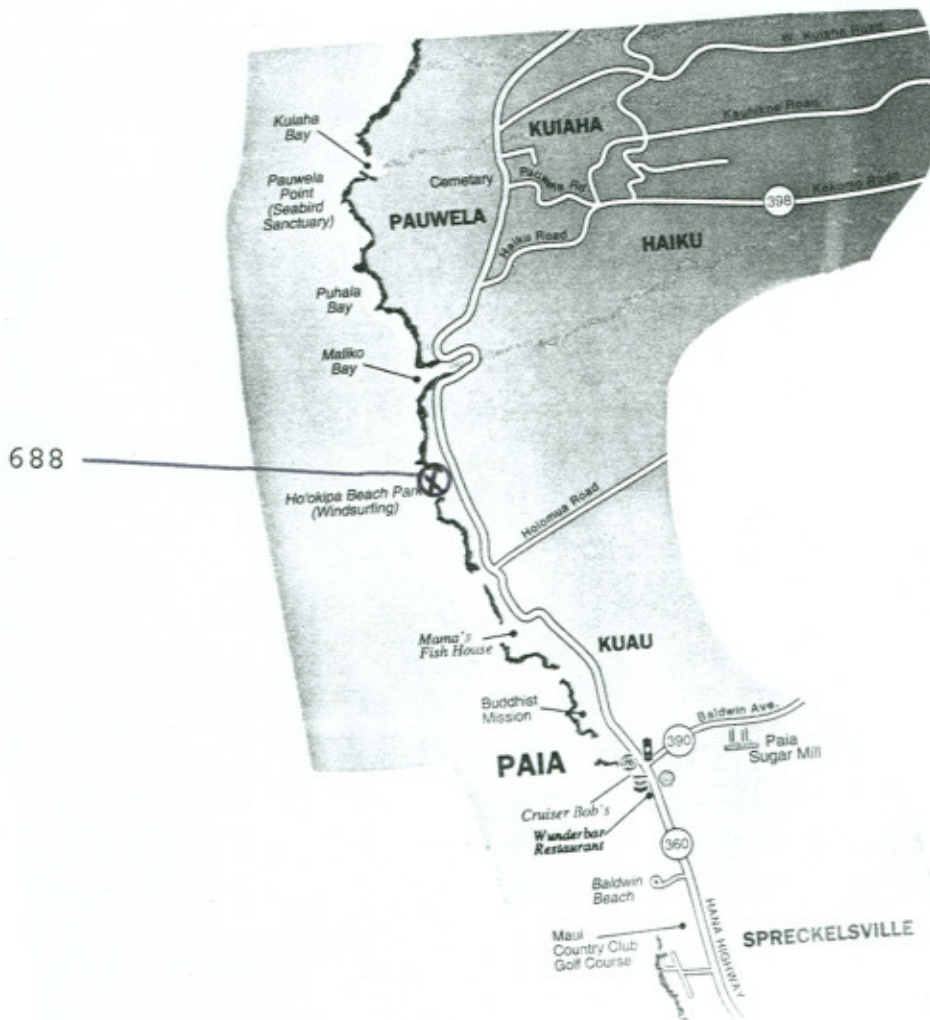 W. Kuiaha Road
Kuiaha
Bay
KUIAHA
Kauhikoa Road
Pauwela
Point
(Seabird
Sanctuary)
Cemetary
Pauwela Rd.
Kokomo Road
398
PAUWELA
Haiku Road
HAIKU
Puhala
Bay
Maliko
Bay
688
Ho'okipa Beach Park
(Windsurfing)
Holomua Road
Mama's
Fish House
KUAU
Buddhist
Mission
Baldwin Ave.
390
Paia
Sugar Mill
PAIA
Cruiser Bob's
Wunderbar
Restaurant
360
Baldwin
Beach
HANA HIGHWAY
Maui
Country Club
Golf Course
SPRECKELSVILLE